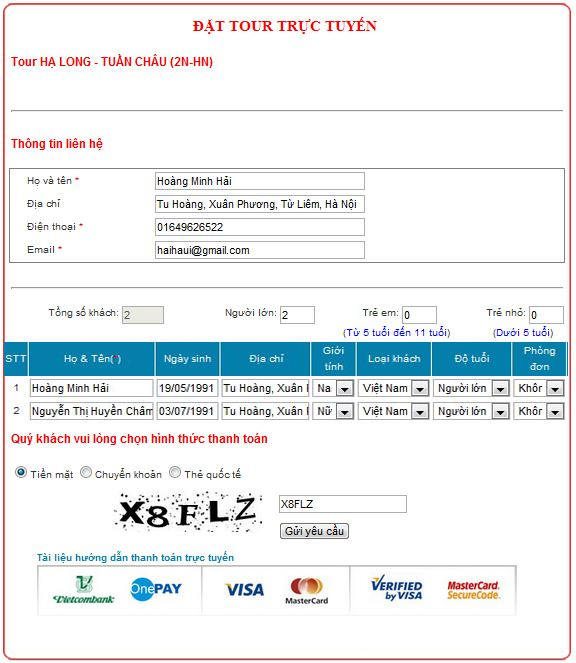 ĐẶT TOUR TRỰC TUYẾN
Tour HẠ LONG - TUẦN CHÂU (2N-HN)
Thông tin liên hệ
Họ và tên * Hoàng Minh Hải
Địa chỉ Tu Hoàng, Xuân Phương, Từ Liêm, Hà Nội
Điện thoại * 01649626522
Email * haihaui@gmail.com
Tổng số khách: 2 Người lớn: 2 Trẻ em: 0 Trẻ nhỏ: 0
(Từ 5 tuổi đến 11 tuổi) (Dưới 5 tuổi)
STT Họ & Tên(*) Ngày sinh Địa chỉ Giới tính Loại khách Độ tuổi Phòng đơn
1 Hoàng Minh Hải 19/05/1991 Tu Hoàng, Xuân Na Việt Nam Người lớn Khôn
2 Nguyễn Thị Huyền Châm 03/07/1991 Tu Hoàng, Xuân Nữ Việt Nam Người lớn Khôn
Quý khách vui lòng chọn hình thức thanh toán
Tiền mặt Chuyển khoản Thẻ quốc tế
X8FLZ X8FLZ
Gửi yêu cầu
Tài liệu hướng dẫn thanh toán trực tuyến
Vietcombank OnePAY VISA MasterCard VERIFIED by VISA MasterCard. SecureCode.